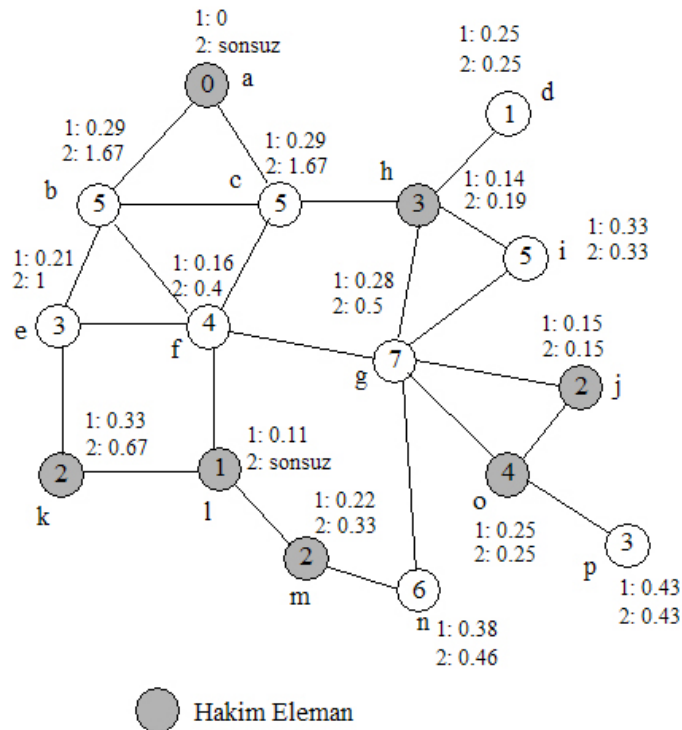 1: 0
2: sonsuz
a
0
1: 0.25
2: 0.25
d
1
1: 0.29
2: 1.67
b
5
1: 0.29
2: 1.67
c
5
h
3
1: 0.14
2: 0.19
5
i
1: 0.33
2: 0.33
1: 0.21
2: 1
e
3
1: 0.16
2: 0.4
f
4
1: 0.28
2: 0.5
g
7
1: 0.15
2: 0.15
2
j
1: 0.33
2: 0.67
2
k
1: 0.11
2: sonsuz
1
l
1: 0.22
2: 0.33
2
m
4
o
1: 0.25
2: 0.25
3
p
1: 0.43
2: 0.43
6
n
1: 0.38
2: 0.46
Hakim Eleman